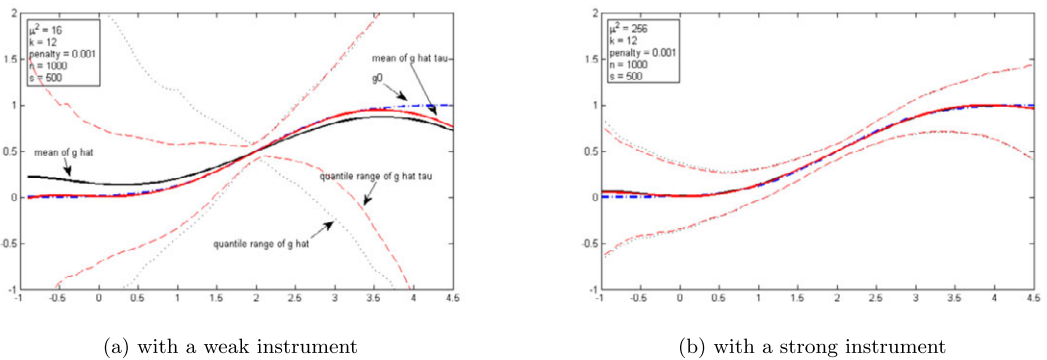 2
1.5
1
0.5
0
-0.5
-1
-1 -0.5 0 0.5 1 1.5 2 2.5 3 3.5 4 4.5
μ² = 16
k = 12
penalty = 0.001
n = 1000
s = 500
mean of g hat tau
g0
mean of g hat
quantile range of g hat tau
quantile range of g hat
(a) with a weak instrument
2
1.5
1
0.5
0
-0.5
-1
-1 -0.5 0 0.5 1 1.5 2 2.5 3 3.5 4 4.5
μ² = 256
k = 12
penalty = 0.001
n = 1000
s = 500
(b) with a strong instrument